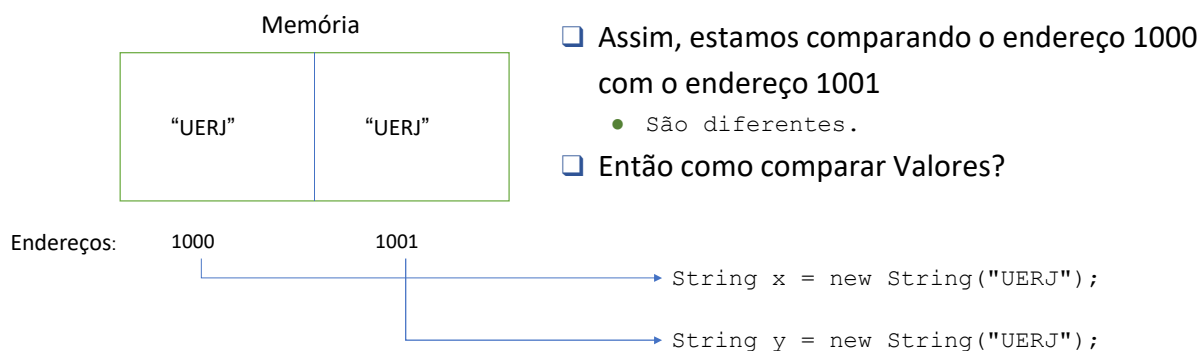 Memória
“UERJ” “UERJ”
Endereços: 1000 1001
❑ Assim, estamos comparando o endereço 1000
com o endereço 1001
● São diferentes.
❑ Então como comparar Valores?
String x = new String("UERJ");
String y = new String("UERJ");